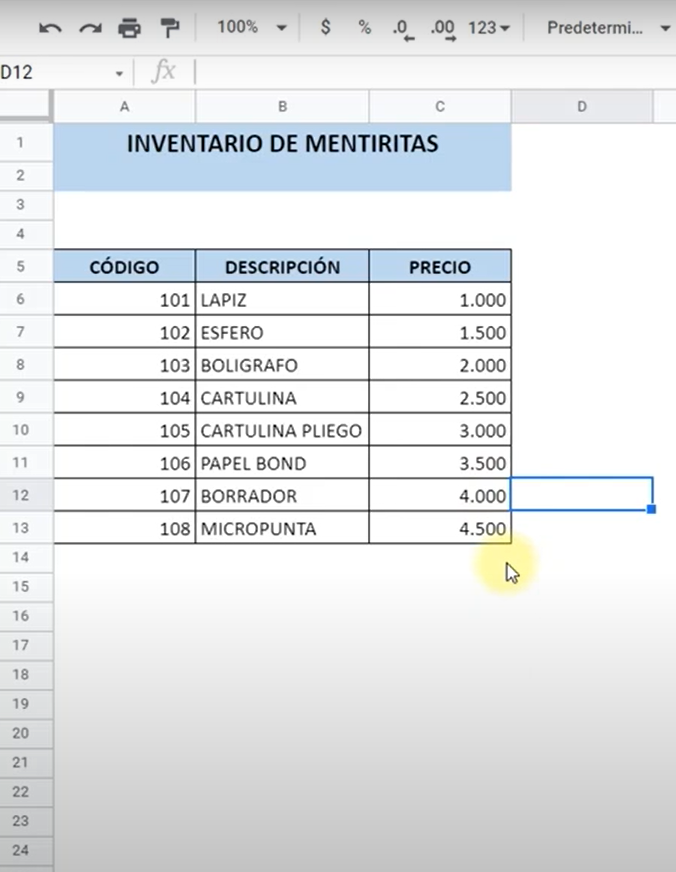 100% $ % .0 .00 123 Predetermi...
D12 fx
A B C D
1 INVENTARIO DE MENTIRITAS
2
3
4
5 CÓDIGO DESCRIPCIÓN PRECIO
6 101 LAPIZ 1.000
7 102 ESFERO 1.500
8 103 BOLIGRAFO 2.000
9 104 CARTULINA 2.500
10 105 CARTULINA PLIEGO 3.000
11 106 PAPEL BOND 3.500
12 107 BORRADOR 4.000
13 108 MICROPUNTA 4.500
14
15
16
17
18
19
20
21
22
23
24